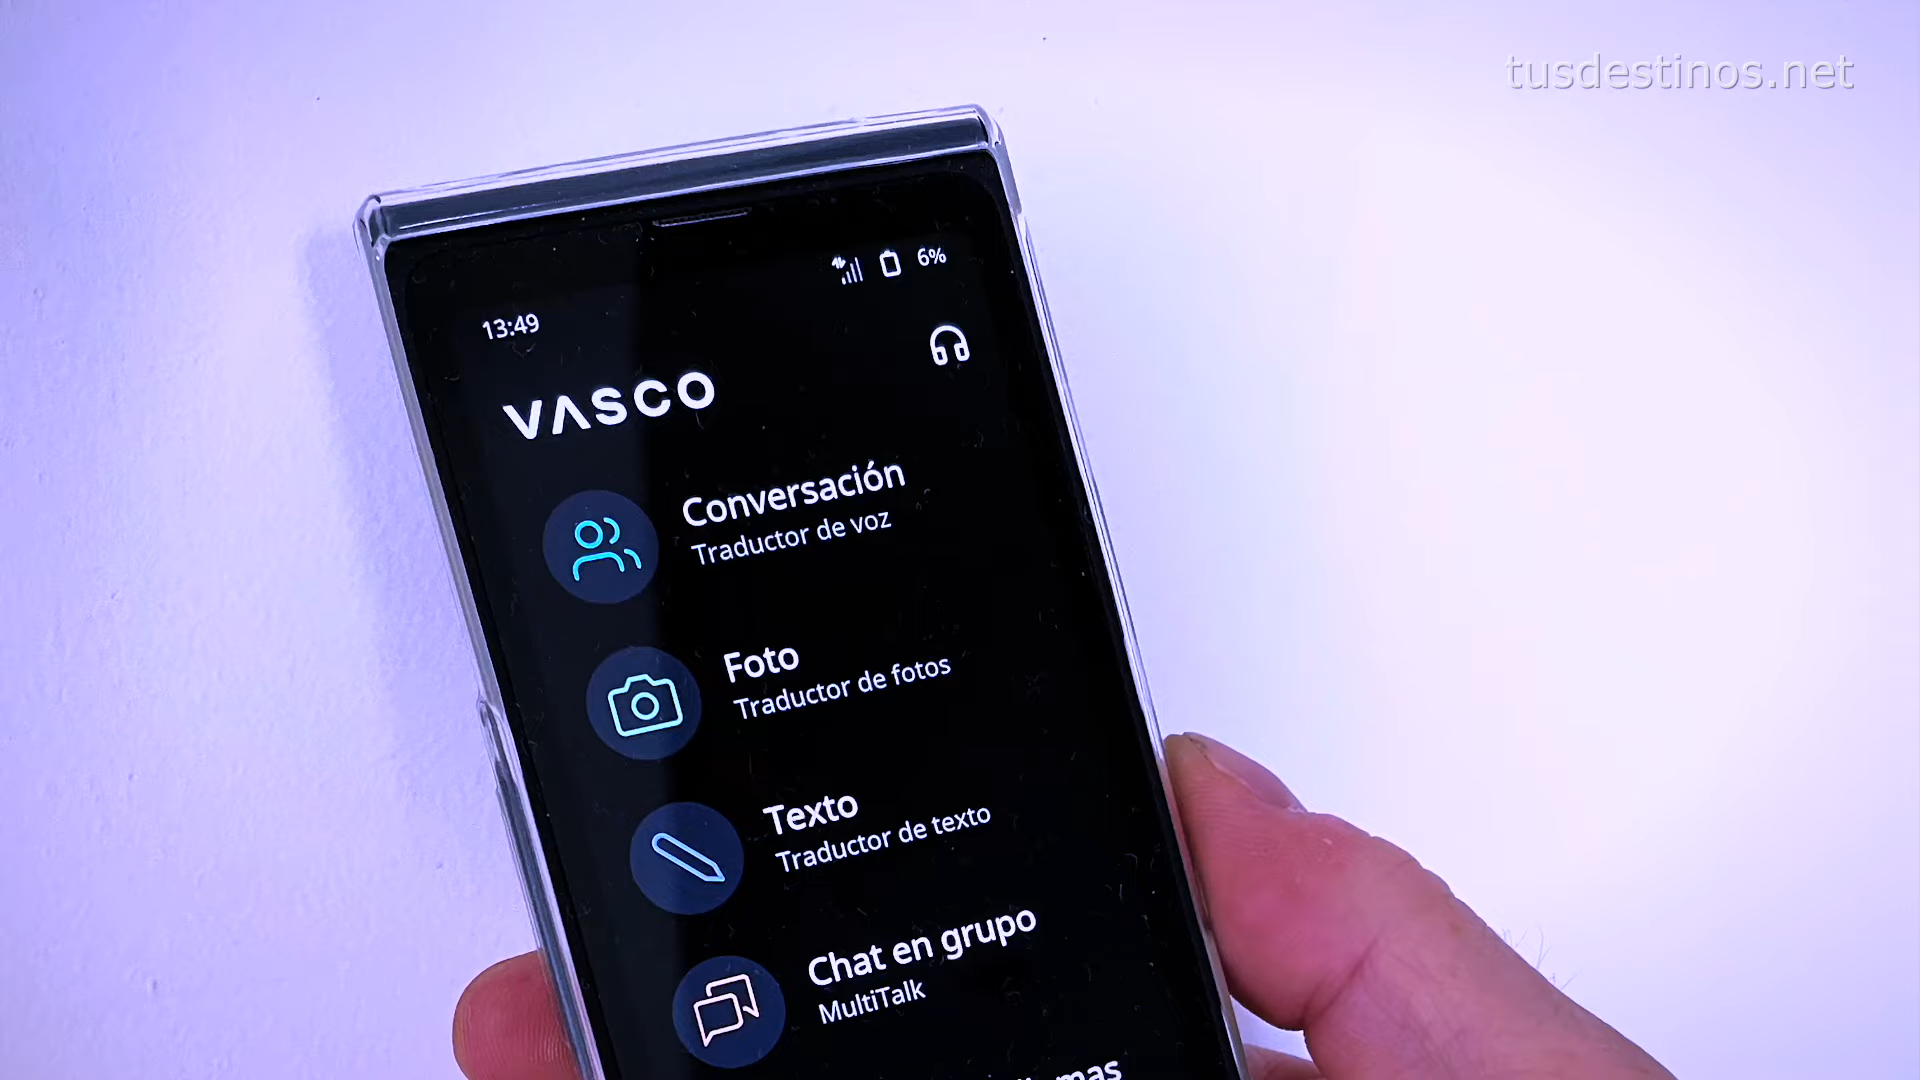 tusdestinos.net
6%
13:49
VASCO
Conversación
Traductor de voz
Foto
Traductor de fotos
Texto
Traductor de texto
Chat en grupo
MultiTalk